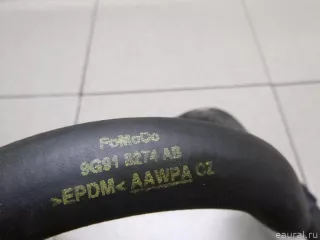 FoMoCo
9G91 8274 AB
>EPDM< AAWPA CZ
© eaural.ru